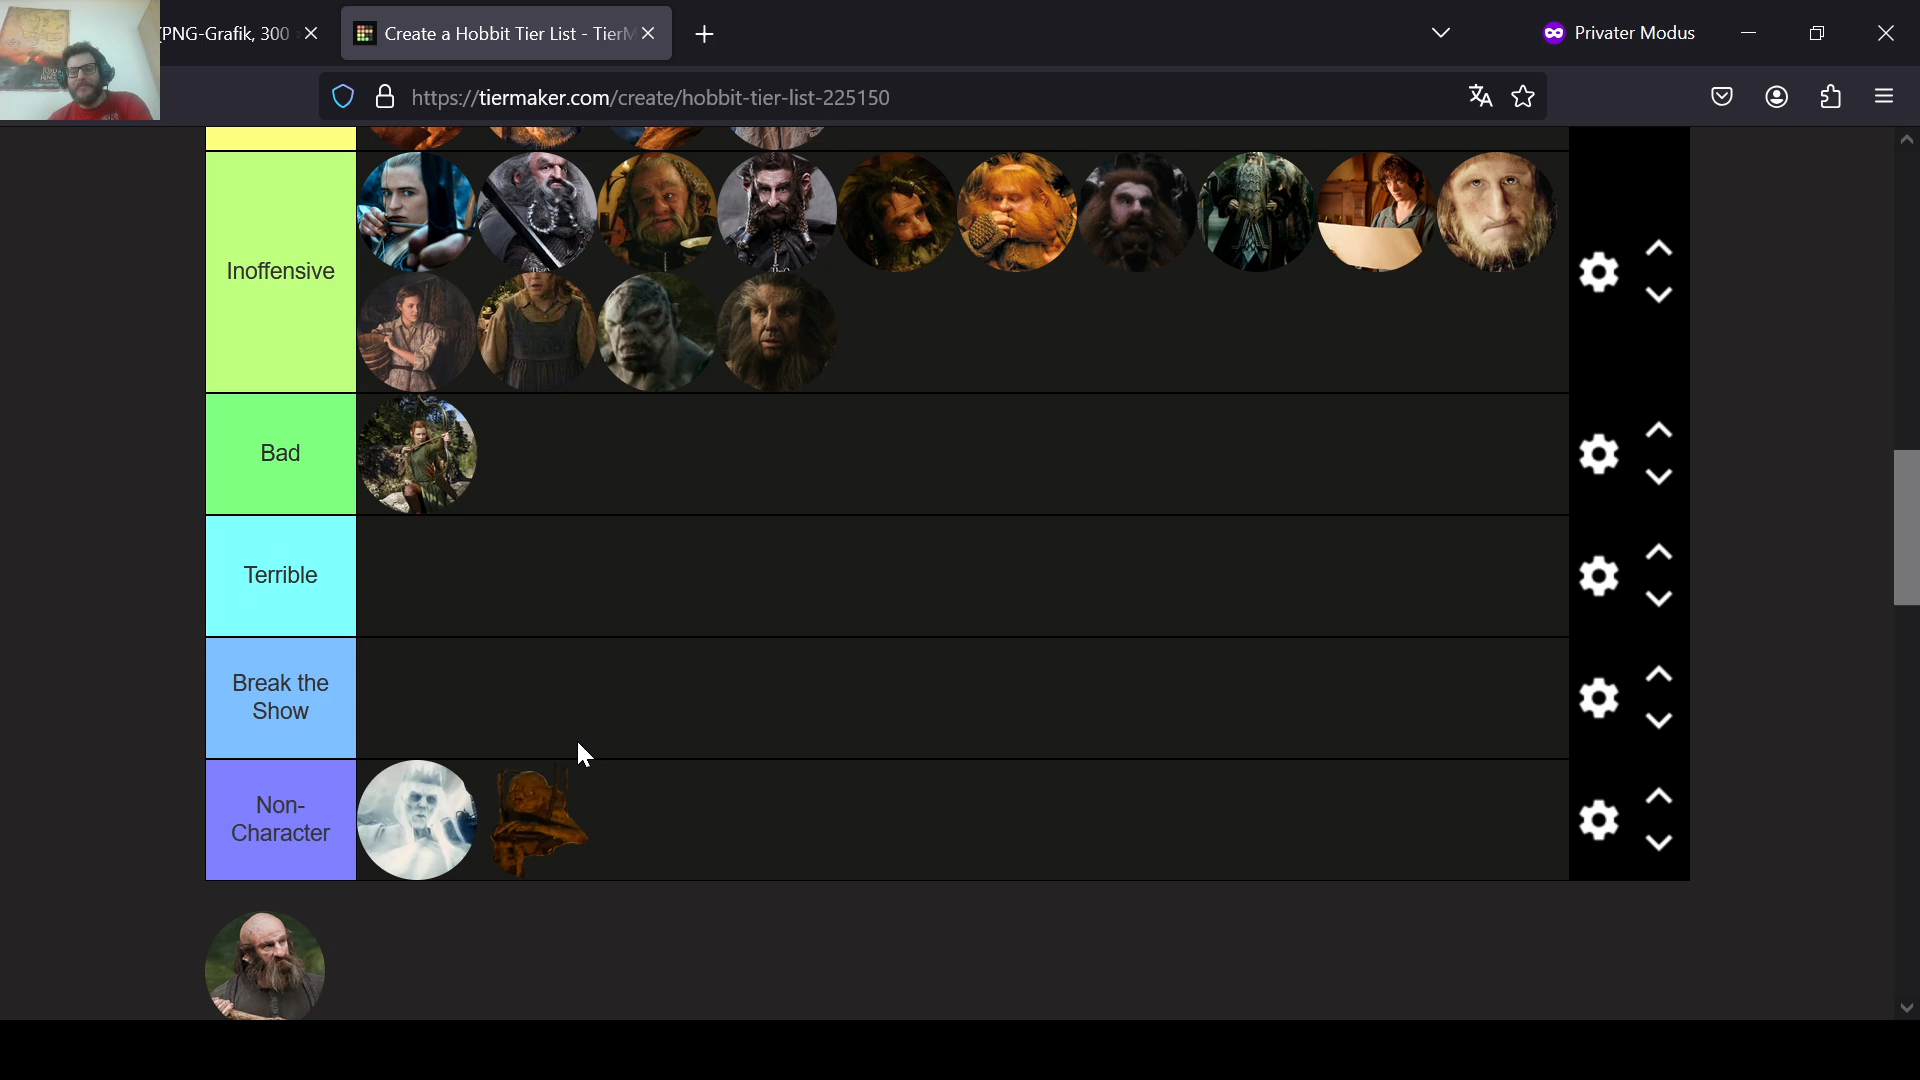 (PNG-Grafik, 300
Create a Hobbit Tier List - TierM
Privater Modus
https://tiermaker.com/create/hobbit-tier-list-225150
Inoffensive
Bad
Terrible
Break the
Show
Non-
Character